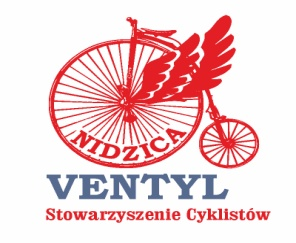 NIDZICA
VENTYL
Stowarzyszenie Cyklistów